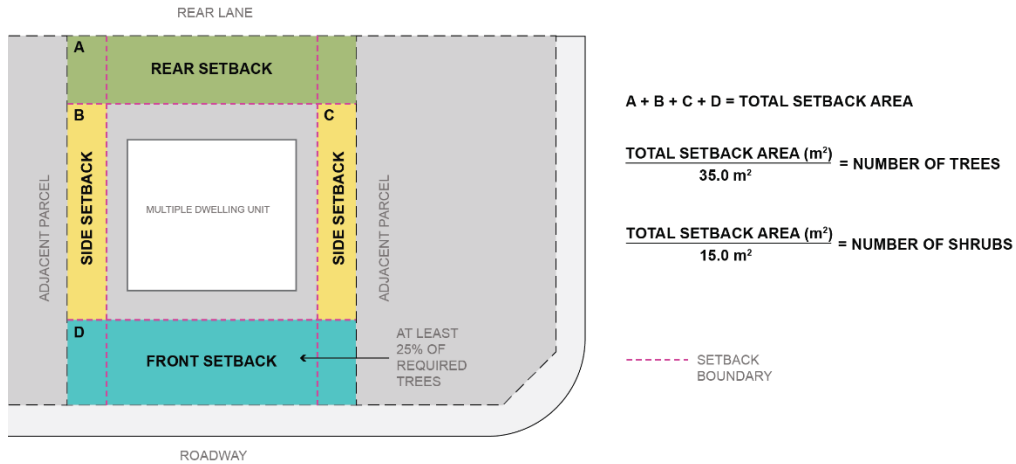 REAR LANE
A
REAR SETBACK
B
C
ADJACENT PARCEL
SIDE SETBACK
MULTIPLE DWELLING UNIT
SIDE SETBACK
ADJACENT PARCEL
D
FRONT SETBACK
AT LEAST
25% OF
REQUIRED
TREES
ROADWAY
A + B + C + D = TOTAL SETBACK AREA
TOTAL SETBACK AREA (m²)
35.0 m²
= NUMBER OF TREES
TOTAL SETBACK AREA (m²)
15.0 m²
= NUMBER OF SHRUBS
SETBACK
BOUNDARY